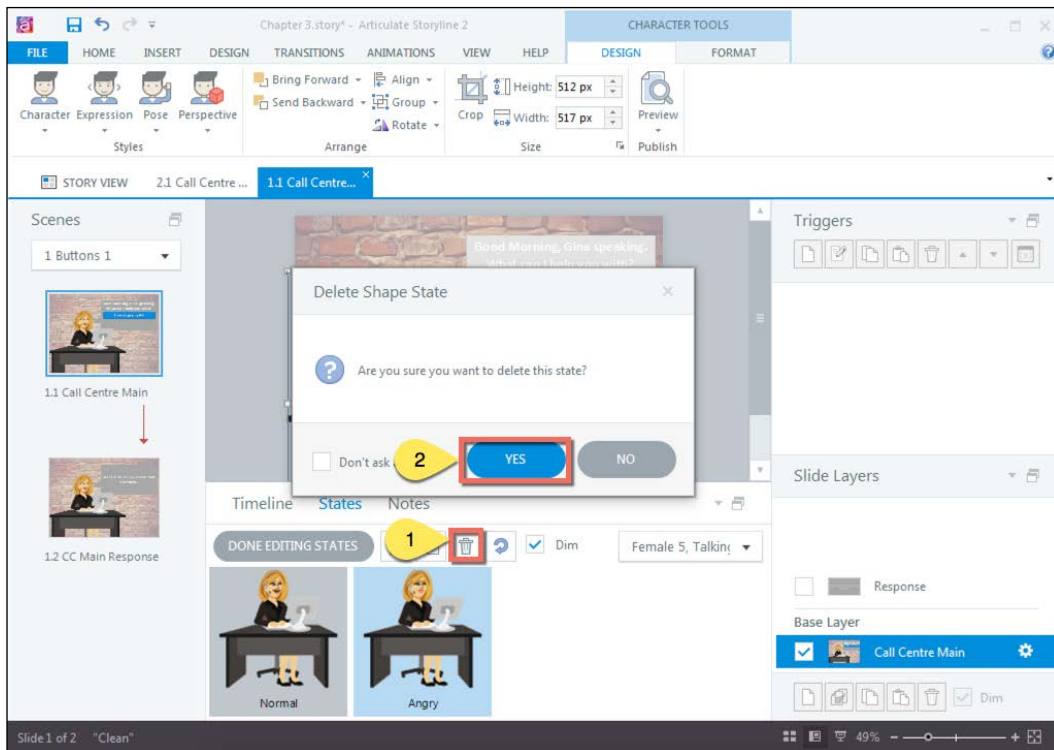 Chapter 3.story* - Articulate Storyline 2
CHARACTER TOOLS
FILE HOME INSERT DESIGN TRANSITIONS ANIMATIONS VIEW HELP DESIGN FORMAT
Bring Forward Align Height: 512 px
Send Backward Group Width: 517 px
Rotate
Character Expression Pose Perspective Crop Preview
Styles Arrange Size Publish
STORY VIEW 2.1 Call Centre ... 1.1 Call Centre...
Scenes
1 Buttons 1
1.1 Call Centre Main
1.2 CC Main Response
Good Morning, Gina speaking.
What can I help you with?
Delete Shape State
Are you sure you want to delete this state?
Don't ask
2
YES
NO
Timeline States Notes
DONE EDITING STATES
1
Dim
Female 5, Talking
Normal
Angry
Triggers
Slide Layers
Response
Base Layer
Call Centre Main
Dim
Slide 1 of 2 "Clean"
49%